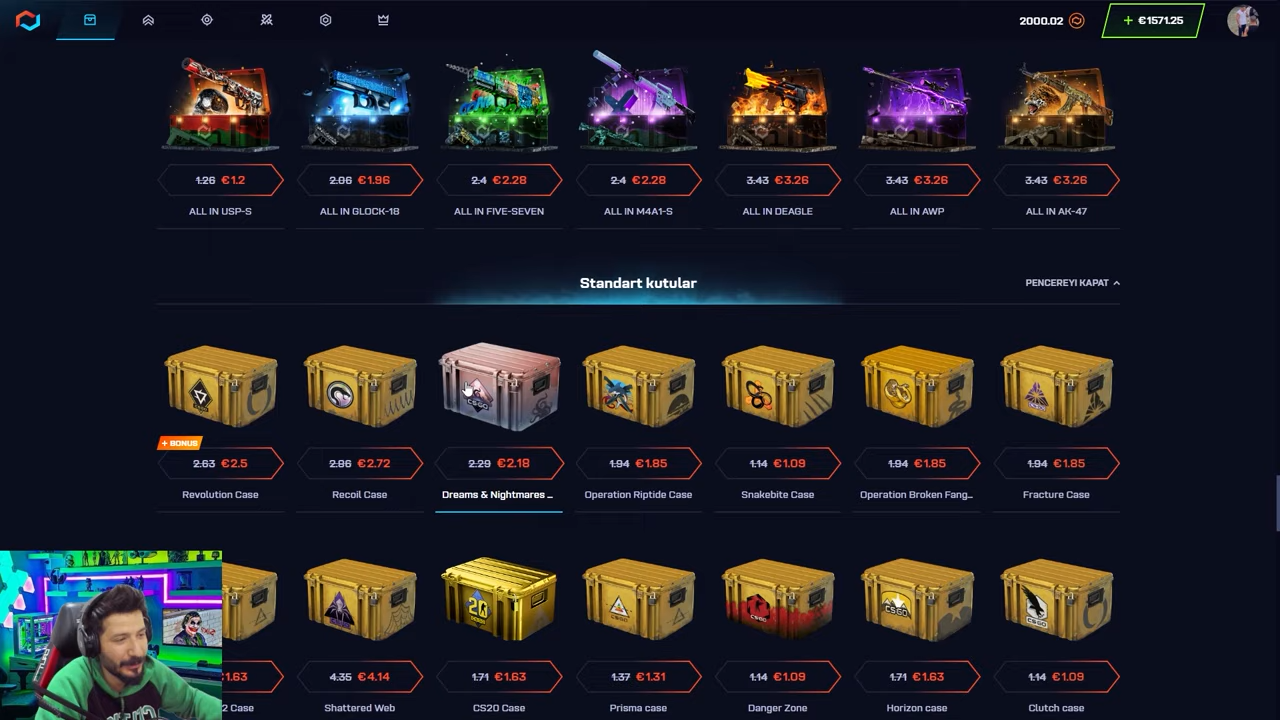 2000.02
+ €1571.25
1.26 €1.2
2.06 €1.96
2.4 €2.28
2.4 €2.28
3.43 €3.26
3.43 €3.26
3.43 €3.26
ALL IN USP-S
ALL IN GLOCK-18
ALL IN FIVE-SEVEN
ALL IN M4A1-S
ALL IN DEAGLE
ALL IN AWP
ALL IN AK-47
Standart kutular
PENCEREYI KAPAT
+ BONUS
2.63 €2.5
2.86 €2.72
2.29 €2.18
1.94 €1.85
1.14 €1.09
1.94 €1.85
1.94 €1.85
Revolution Case
Recoil Case
Dreams & Nightmares ...
Operation Riptide Case
Snakebite Case
Operation Broken Fang...
Fracture Case
€1.63
4.35 €4.14
1.71 €1.63
1.37 €1.31
1.14 €1.09
1.71 €1.63
1.14 €1.09
2 Case
Shattered Web
CS20 Case
Prisma case
Danger Zone
Horizon case
Clutch case